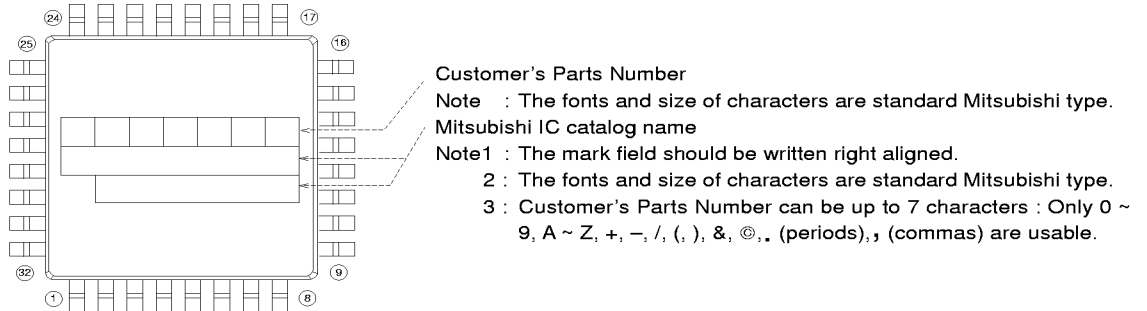 24
17
25
16
Customer's Parts Number
Note : The fonts and size of characters are standard Mitsubishi type.
Mitsubishi IC catalog name
Note1 : The mark field should be written right aligned.
2 : The fonts and size of characters are standard Mitsubishi type.
3 : Customer's Parts Number can be up to 7 characters : Only 0 ~
9, A ~ Z, +, –, /, (, ), &, ©, . (periods), , (commas) are usable.
32
9
1
8